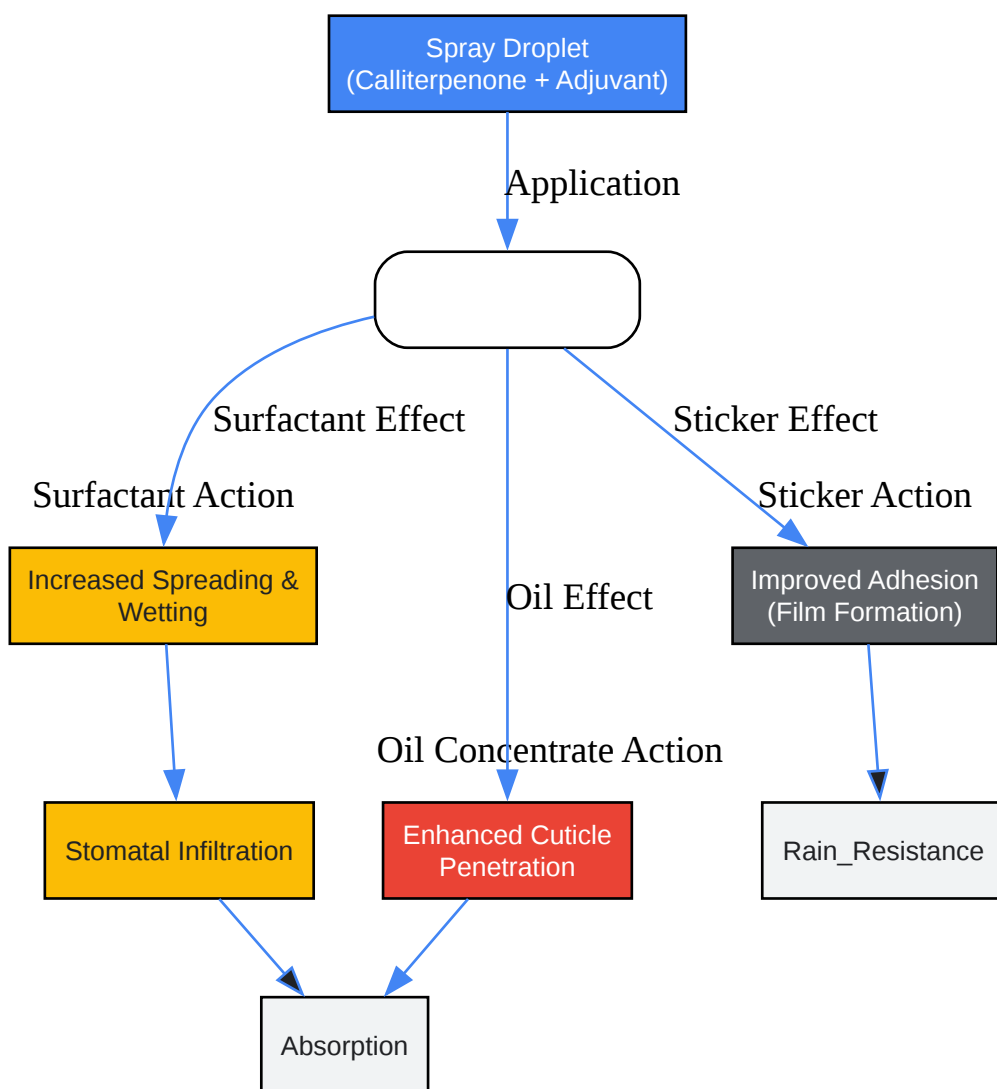 Spray Droplet
(Calliterpenone + Adjuvant)
Application
Surfactant Effect
Sticker Effect
Surfactant Action
Sticker Action
Increased Spreading &
Wetting
Oil Effect
Improved Adhesion
(Film Formation)
Oil Concentrate Action
Stomatal Infiltration
Enhanced Cuticle
Penetration
Rain_Resistance
Absorption